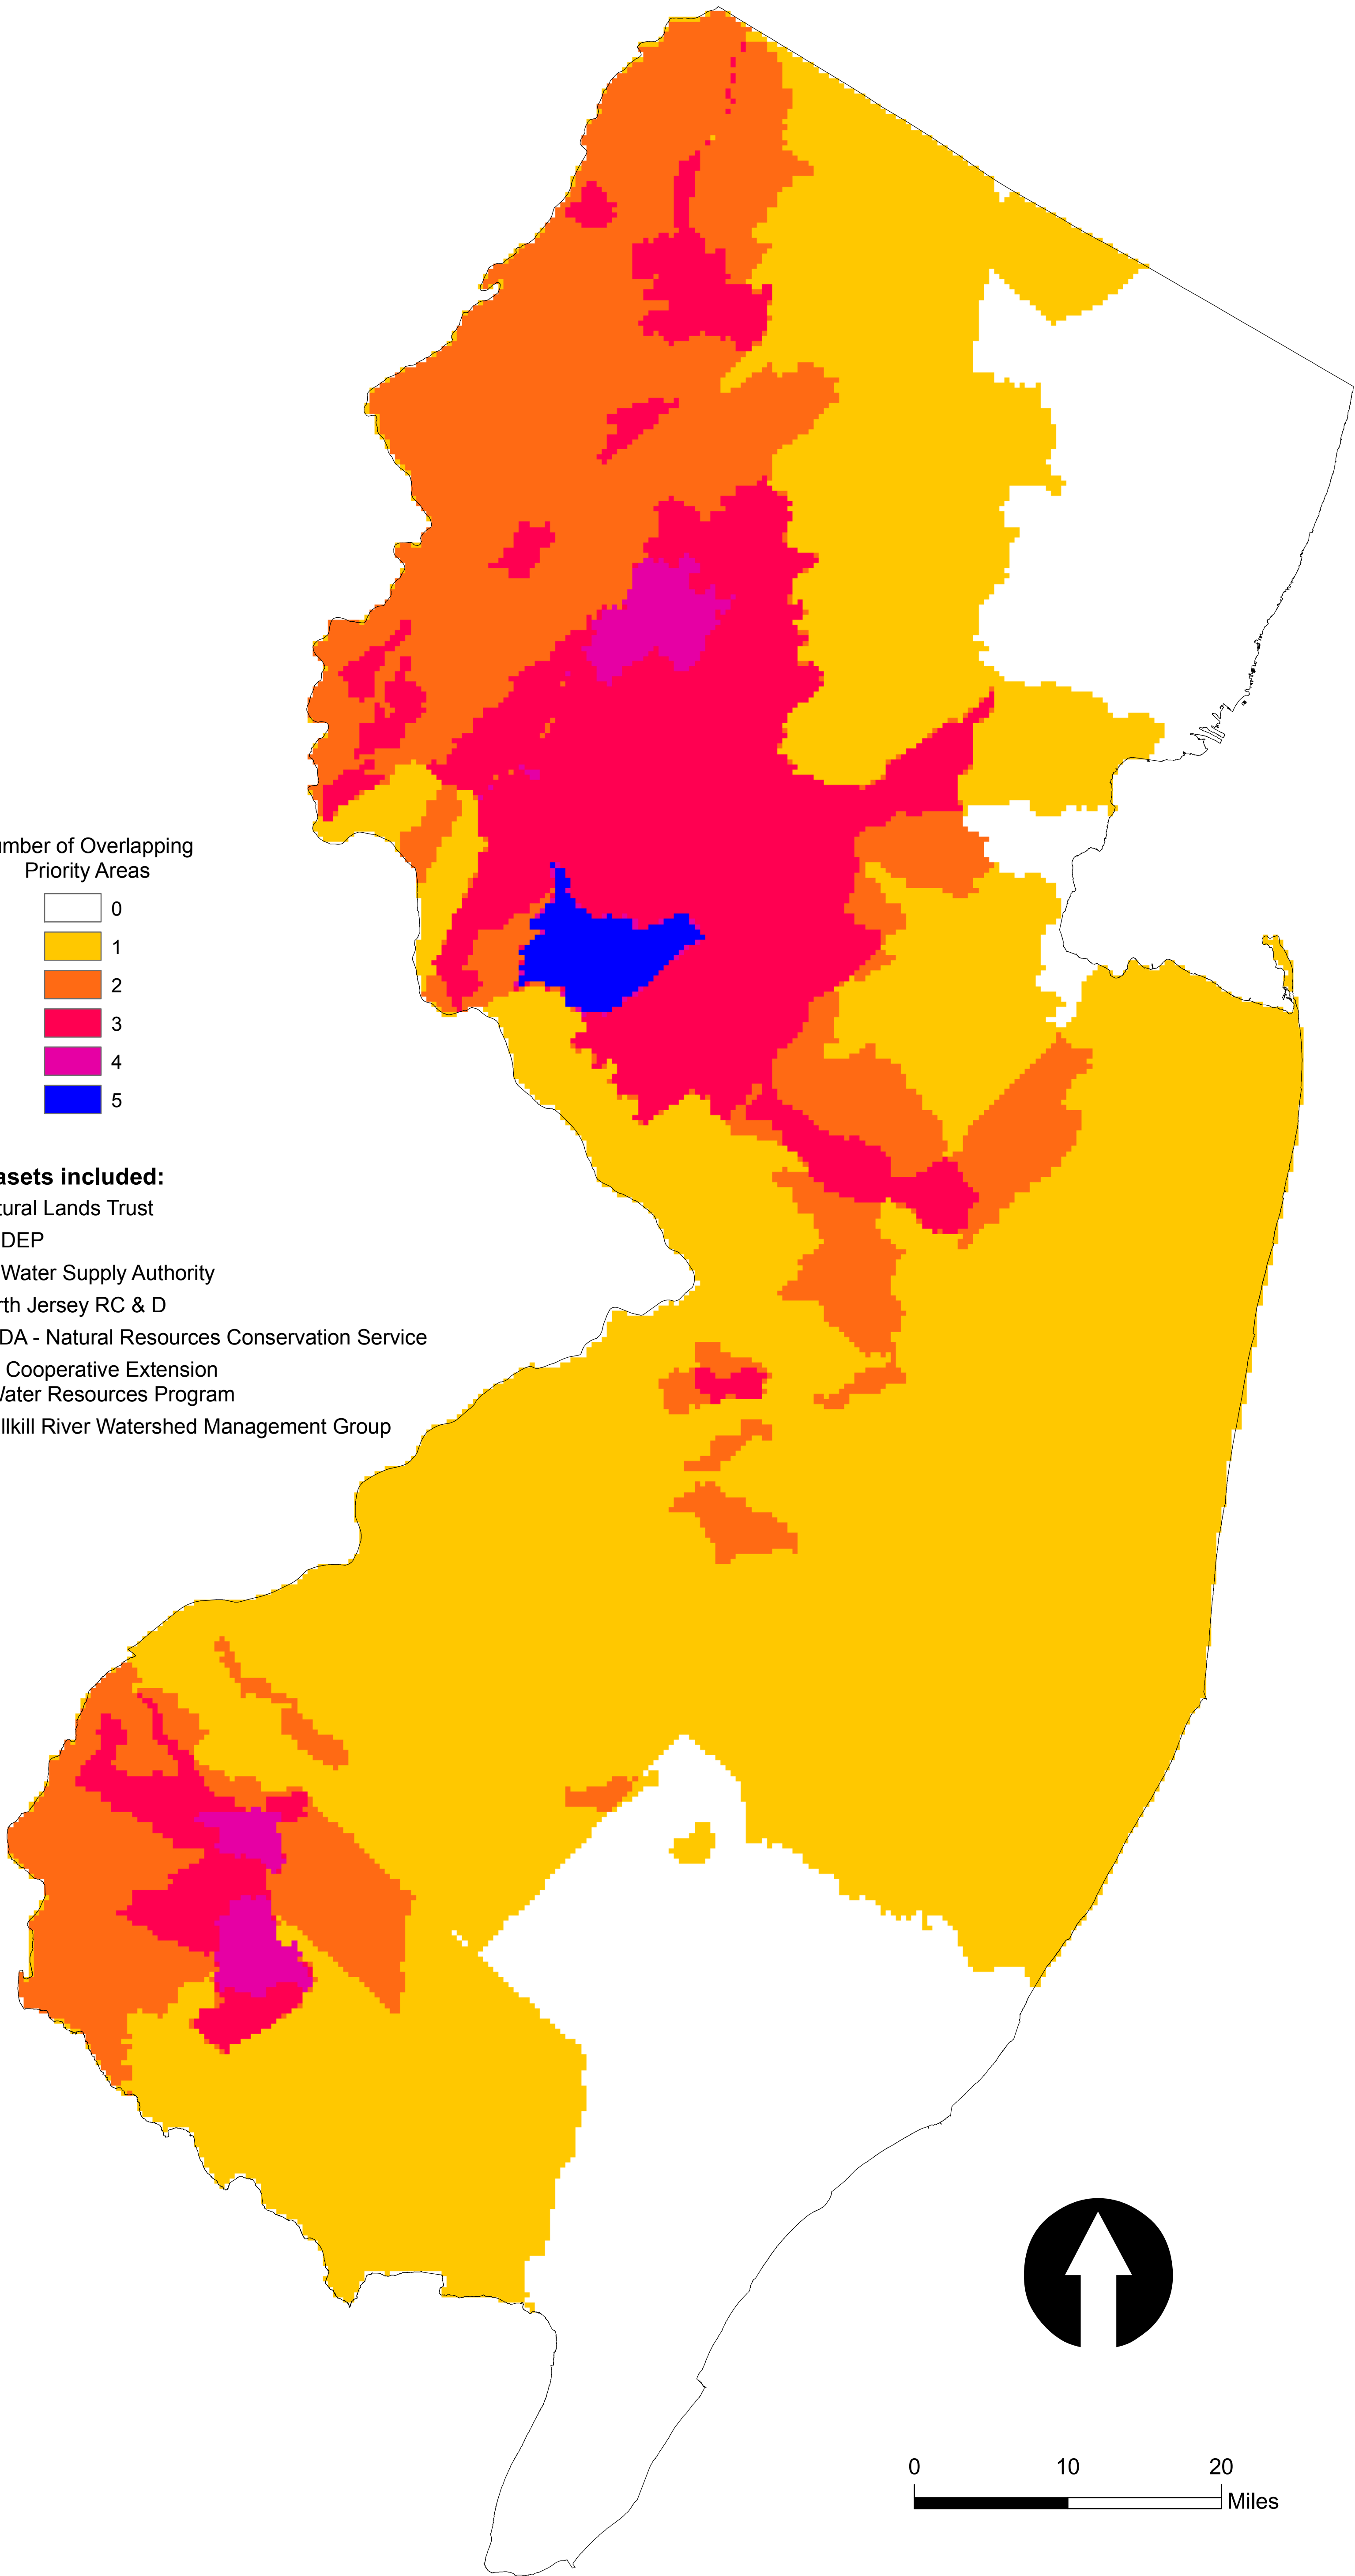 umber of Overlapping
Priority Areas
0
1
2
3
4
5
asets included:
tural Lands Trust
DEP
Water Supply Authority
rth Jersey RC & D
DA - Natural Resources Conservation Service
Cooperative Extension
Water Resources Program
llkill River Watershed Management Group
0 10 20
Miles